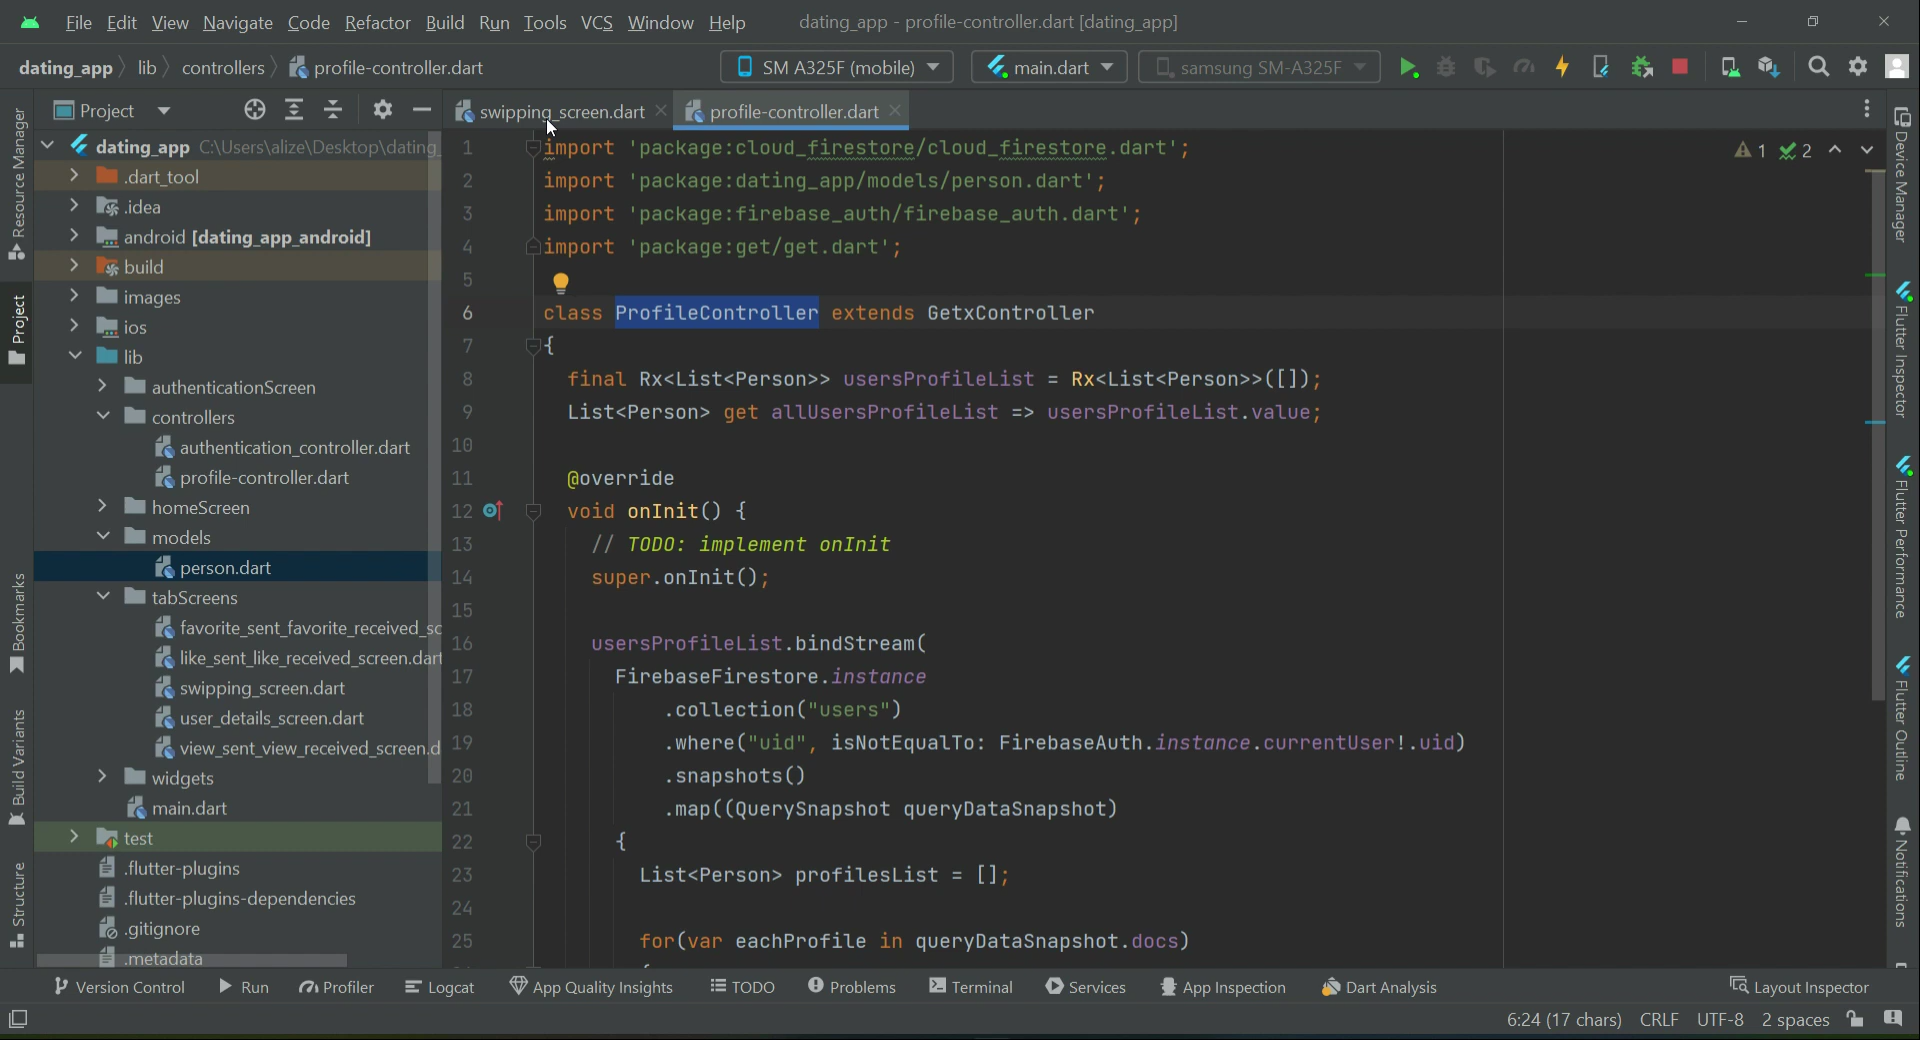 File Edit View Navigate Code Refactor Build Run Tools VCS Window Help dating_app - profile-controller.dart [dating_app]
dating_app lib controllers profile-controller.dart SM A325F (mobile) main.dart samsung SM-A325F
Project
swipping_screen.dart
profile-controller.dart
Resource Manager
Project
Bookmarks
Build Variants
Structure
dating_app C:\Users\alize\Desktop\dating_
.dart_tool
.idea
android [dating_app_android]
build
images
ios
lib
authenticationScreen
controllers
authentication_controller.dart
profile-controller.dart
homeScreen
models
person.dart
tabScreens
favorite_sent_favorite_received_sc
like_sent_like_received_screen.dart
swipping_screen.dart
user_details_screen.dart
view_sent_view_received_screen.d
widgets
main.dart
test
.flutter-plugins
.flutter-plugins-dependencies
.gitignore
.metadata
1 import 'package:cloud_firestore/cloud_firestore.dart';
2 import 'package:dating_app/models/person.dart';
3 import 'package:firebase_auth/firebase_auth.dart';
4 import 'package:get/get.dart';
5
6 class ProfileController extends GetxController
7 {
8 final Rx<List<Person>> usersProfileList = Rx<List<Person>>([]);
9 List<Person> get allUsersProfileList => usersProfileList.value;
10
11 @override
12 void onInit() {
13 // TODO: implement onInit
14 super.onInit();
15
16 usersProfileList.bindStream(
17 FirebaseFirestore.instance
18 .collection("users")
19 .where("uid", isNotEqualTo: FirebaseAuth.instance.currentUser!.uid)
20 .snapshots()
21 .map((QuerySnapshot queryDataSnapshot)
22 {
23 List<Person> profilesList = [];
24
25 for(var eachProfile in queryDataSnapshot.docs)
1 2
Device Manager
Flutter Inspector
Flutter Performance
Flutter Outline
Notifications
Version Control Run Profiler Logcat App Quality Insights TODO Problems Terminal Services App Inspection Dart Analysis Layout Inspector
6:24 (17 chars) CRLF UTF-8 2 spaces